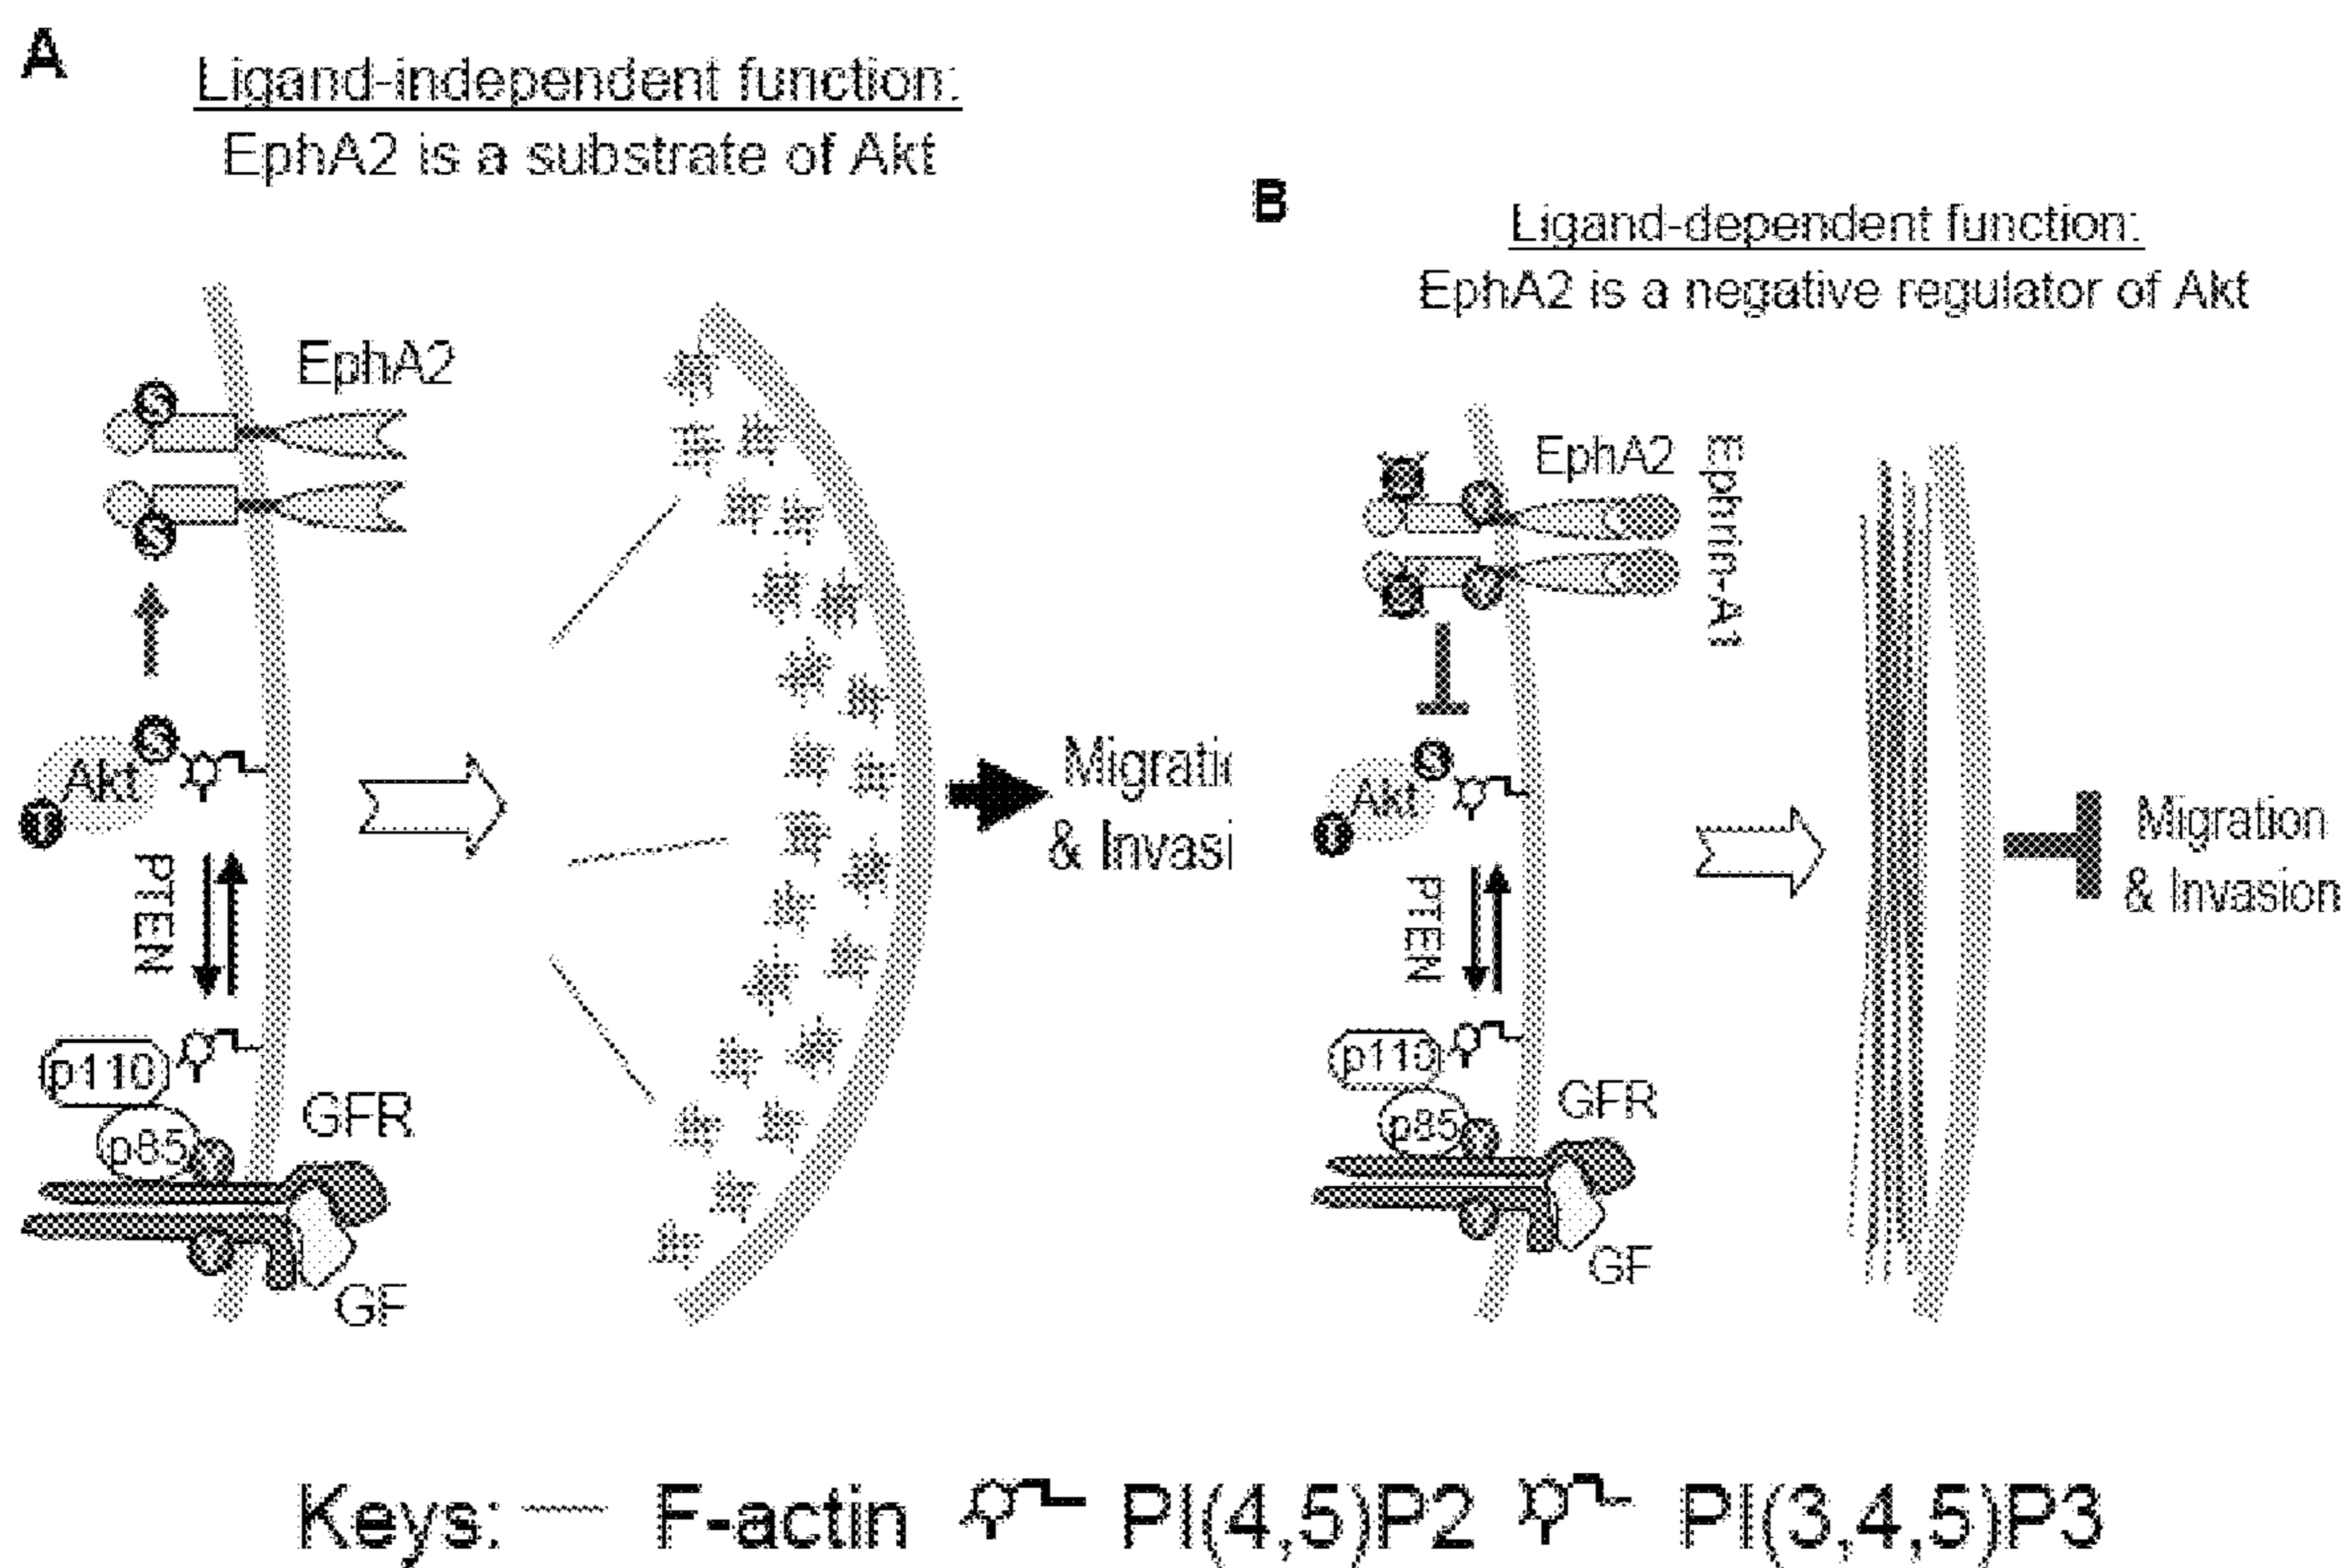 A
Ligand-independent function:
EphA2 is a substrate of Akt
EphA2
S
S
S
Akt
PTEN
p110
p85
GFR
GF
Migratio
& Invasi
B
Ligand-dependent function:
EphA2 is a negative regulator of Akt
EphA2
Ephrin-A1
S
Akt
PTEN
p110
p85
GFR
GF
Migration
& Invasion
Keys: F-actin PI(4,5)P2 PI(3,4,5)P3